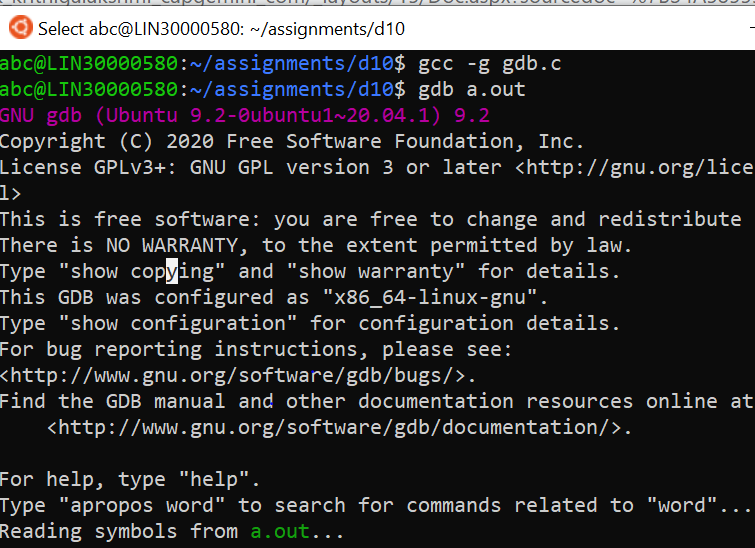 Select abc@LIN30000580: ~/assignments/d10
abc@LIN30000580:~/assignments/d10$ gcc -g gdb.c
abc@LIN30000580:~/assignments/d10$ gdb a.out
GNU gdb (Ubuntu 9.2-0ubuntu1~20.04.1) 9.2
Copyright (C) 2020 Free Software Foundation, Inc.
License GPLv3+: GNU GPL version 3 or later <http://gnu.org/lice
l>
This is free software: you are free to change and redistribute
There is NO WARRANTY, to the extent permitted by law.
Type "show copying" and "show warranty" for details.
This GDB was configured as "x86_64-linux-gnu".
Type "show configuration" for configuration details.
For bug reporting instructions, please see:
<http://www.gnu.org/software/gdb/bugs/>.
Find the GDB manual and other documentation resources online at
    <http://www.gnu.org/software/gdb/documentation/>.
For help, type "help".
Type "apropos word" to search for commands related to "word"...
Reading symbols from a.out...